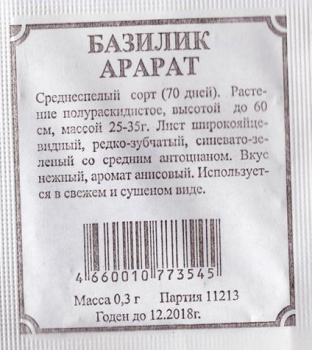 БАЗИЛИК
АРАРАТ
Среднеспелый сорт (70 дней). Расте-
ние полураскидистое, высотой до 60
см, массой 25-35г. Лист широкояйце-
видный, редко-зубчатый, синевато-зе-
леный со средним антоцианом. Вкус
нежный, аромат анисовый. Использует-
ся в свежем и сушеном виде.
4 660010 773545
Масса 0,3 г Партия 11213
Годен до 12.2018г.